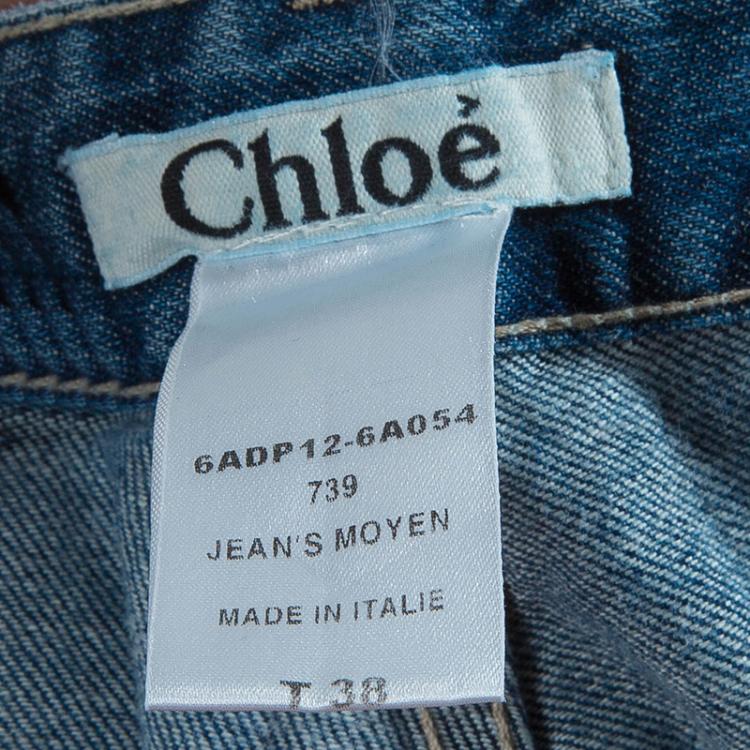 Chloé
6ADP12-6A054
739
JEAN'S MOYEN
MADE IN ITALIE
T 38